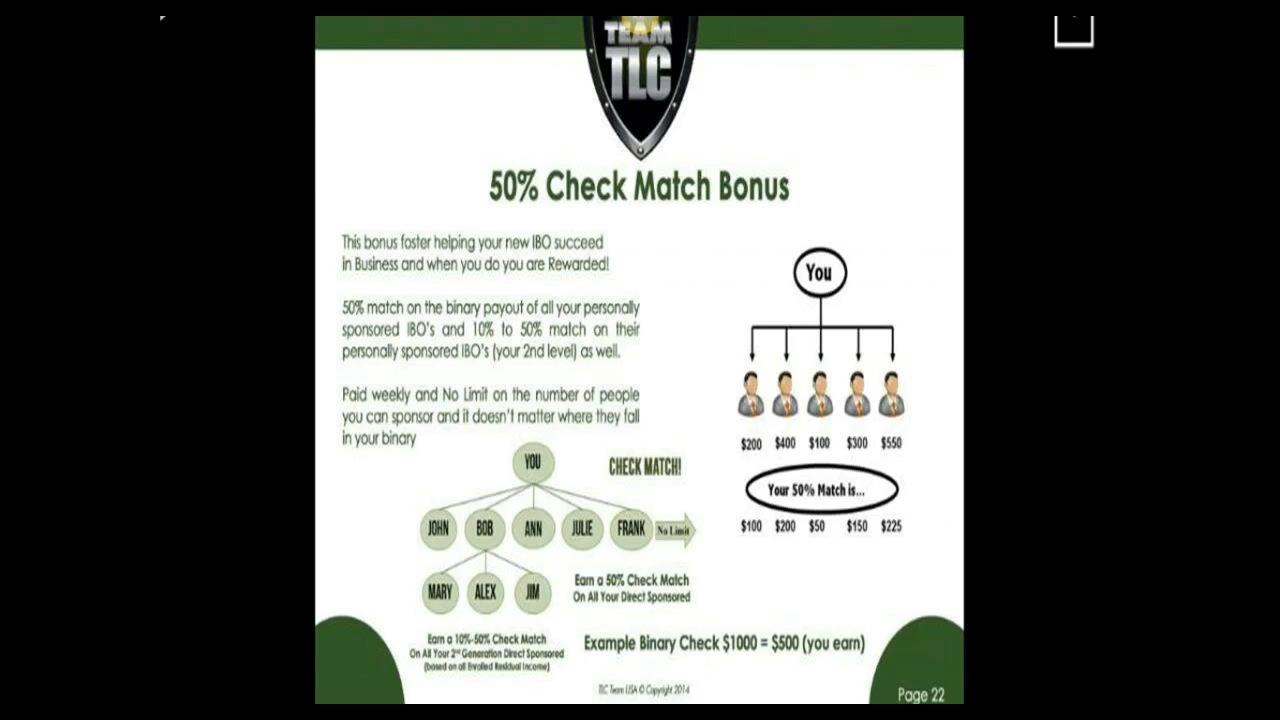 TEAM
TLC
50% Check Match Bonus
This bonus foster helping your new IBO succeed
in Business and when you do you are Rewarded!
50% match on the binary payout of all your personally
sponsored IBO's and 10% to 50% match on their
personally sponsored IBO's (your 2nd level) as well.
Paid weekly and No Limit on the number of people
you can sponsor and it doesn't matter where they fall
in your binary
You
$200 $400 $100 $300 $550
Your 50% Match is...
$100 $200 $50 $150 $225
YOU
CHECK MATCH!
JOHN BOB ANN JULIE FRANK No Limit
MARY ALEX JIM
Earn a 50% Check Match
On All Your Direct Sponsored
Earn a 10%-50% Check Match
On All Your 2nd Generation Direct Sponsored
(based on all Enrolled Residual Income)
Example Binary Check $1000 = $500 (you earn)
TLC Team USA © Copyright 2014
Page 22